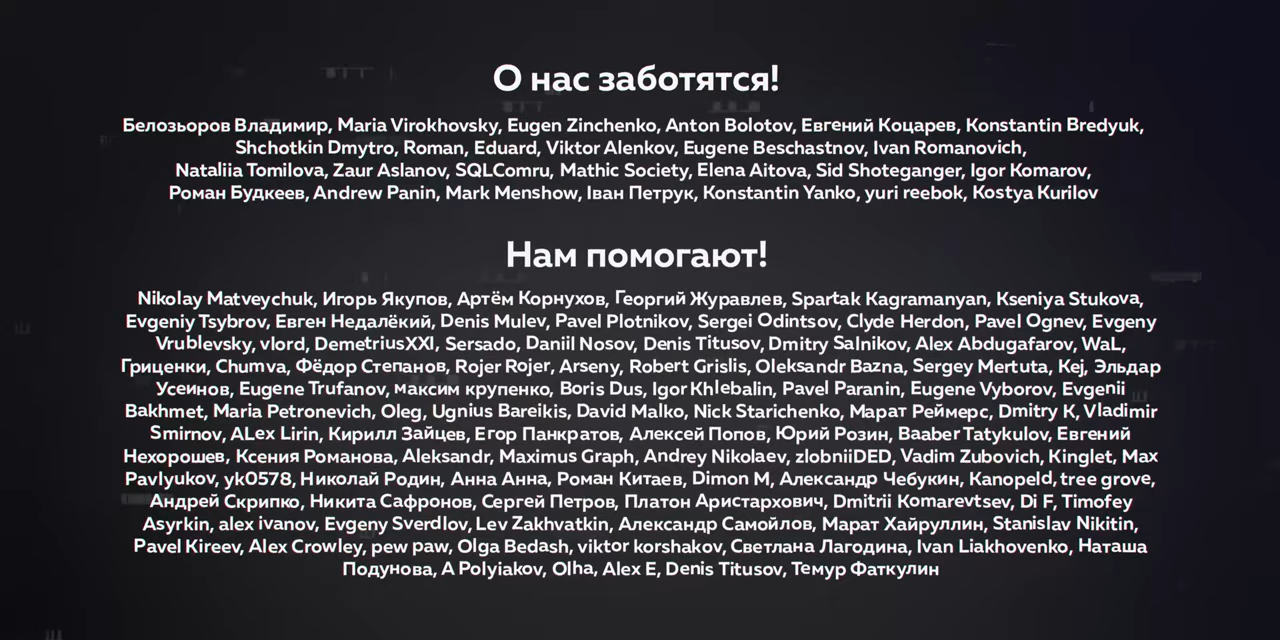 О нас заботятся!
Белозьоров Владимир, Maria Virokhovsky, Eugen Zinchenko, Anton Bolotov, Евгений Коцарев, Konstantin Bredyuk,
Shchotkin Dmytro, Roman, Eduard, Viktor Alenkov, Eugene Beschastnov, Ivan Romanovich,
Nataliia Tomilova, Zaur Aslanov, SQLComru, Mathic Society, Elena Aitova, Sid Shoteganger, Igor Komarov,
Роман Будкеев, Andrew Panin, Mark Menshow, Іван Петрук, Konstantin Yanko, yuri reebok, Kostya Kurilov
Нам помогают!
Nikolay Matveychuk, Игорь Якупов, Артём Корнухов, Георгий Журавлев, Spartak Kagramanyan, Kseniya Stukova,
Evgeniy Tsybrov, Евген Недалёкий, Denis Mulev, Pavel Plotnikov, Sergei Odintsov, Clyde Herdon, Pavel Ognev, Evgeny
Vrublevsky, vlord, DemetriusXXI, Sersado, Daniil Nosov, Denis Titusov, Dmitry Salnikov, Alex Abdugafarov, WaL,
Гриценки, Chumva, Фёдор Степанов, Rojer Rojer, Arseny, Robert Grislis, Oleksandr Bazna, Sergey Mertuta, Kej, Эльдар
Усеинов, Eugene Trufanov, максим крупенко, Boris Dus, Igor Khlebalin, Pavel Paranin, Eugene Vyborov, Evgenii
Bakhmet, Maria Petronevich, Oleg, Ugnius Bareikis, David Malko, Nick Starichenko, Марат Реймерс, Dmitry K, Vladimir
Smirnov, ALex Lirin, Кирилл Зайцев, Егор Панкратов, Алексей Попов, Юрий Розин, Baaber Tatykulov, Евгений
Нехорошев, Ксения Романова, Aleksandr, Maximus Graph, Andrey Nikolaev, zlobniiDED, Vadim Zubovich, Kinglet, Max
Pavlyukov, yk0578, Николай Родин, Анна Анна, Роман Китаев, Dimon M, Александр Чебукин, Kanopeld, tree grove,
Андрей Скрипко, Никита Сафронов, Сергей Петров, Платон Аристархович, Dmitrii Komarevtsev, Di F, Timofey
Asyrkin, alex ivanov, Evgeny Sverdlov, Lev Zakhvatkin, Александр Самойлов, Марат Хайруллин, Stanislav Nikitin,
Pavel Kireev, Alex Crowley, pew paw, Olga Bedash, viktor korshakov, Светлана Лагодина, Ivan Liakhovenko, Наташа
Подунова, A Polyiakov, Olha, Alex E, Denis Titusov, Темур Фаткулин